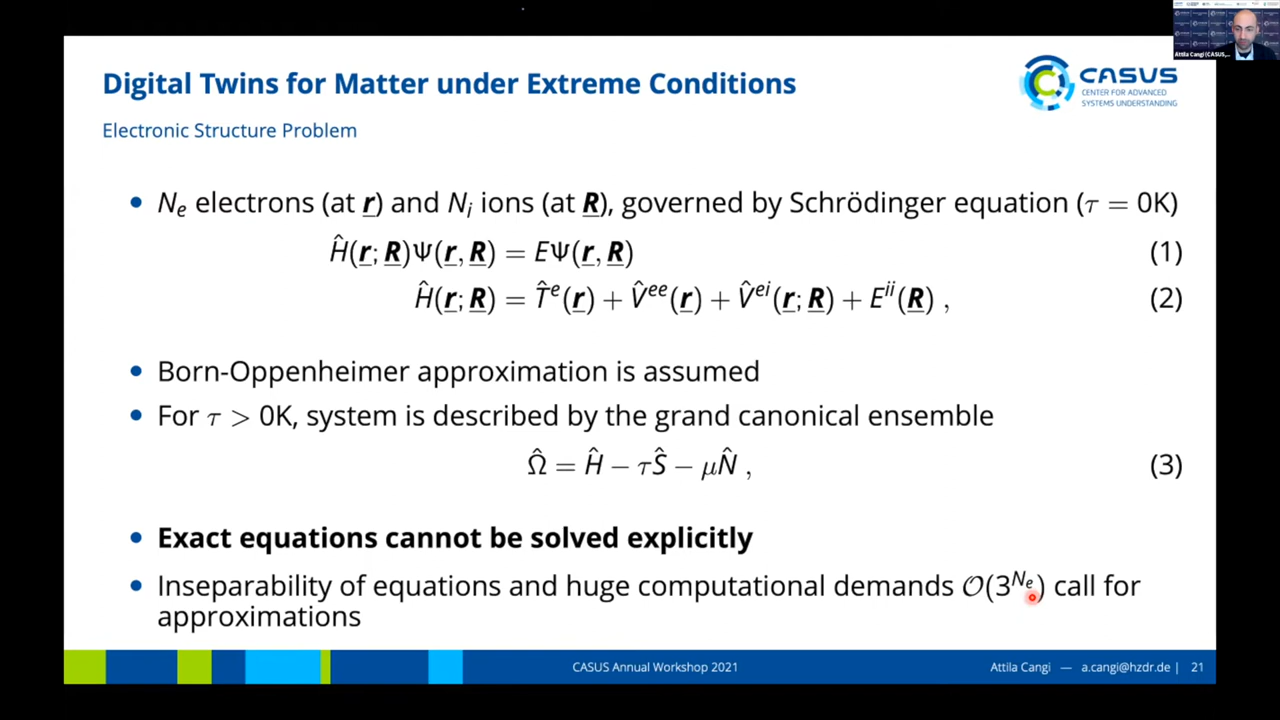 Attila Cangi (CASUS,...
Digital Twins for Matter under Extreme Conditions
CASUS
CENTER FOR ADVANCED
SYSTEMS UNDERSTANDING
Electronic Structure Problem
• Nₑ electrons (at r) and Nᵢ ions (at R), governed by Schrödinger equation (τ = 0K)
Ĥ(r; R)Ψ(r, R) = EΨ(r, R) (1)
Ĥ(r; R) = T̂ᵉ(r) + V̂ᵉᵉ(r) + V̂ᵉⁱ(r; R) + Eⁱⁱ(R) , (2)
• Born-Oppenheimer approximation is assumed
• For τ > 0K, system is described by the grand canonical ensemble
Ω̂ = Ĥ − τŜ − μN̂ , (3)
• Exact equations cannot be solved explicitly
• Inseparability of equations and huge computational demands 𝒪(3^Nₑ) call for
approximations
CASUS Annual Workshop 2021
Attila Cangi — a.cangi@hzdr.de | 21